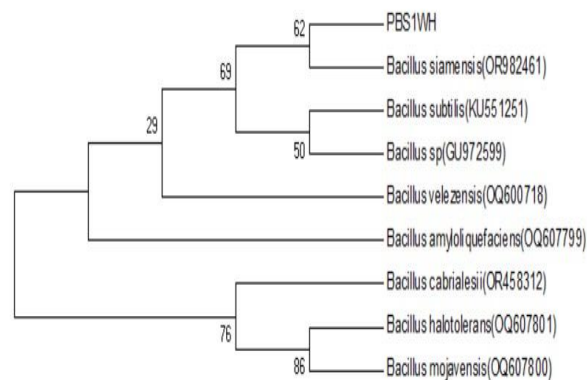 62
PBS1WH
Bacillus siamensis(OR982461)
69
Bacillus subtilis(KU551251)
29
50
Bacillus sp(GU972599)
Bacillus velezensis(OQ600718)
Bacillus amyloliquefaciens(OQ607799)
Bacillus cabrialesii(OR458312)
76
Bacillus halotolerans(OQ607801)
86
Bacillus mojavensis(OQ607800)